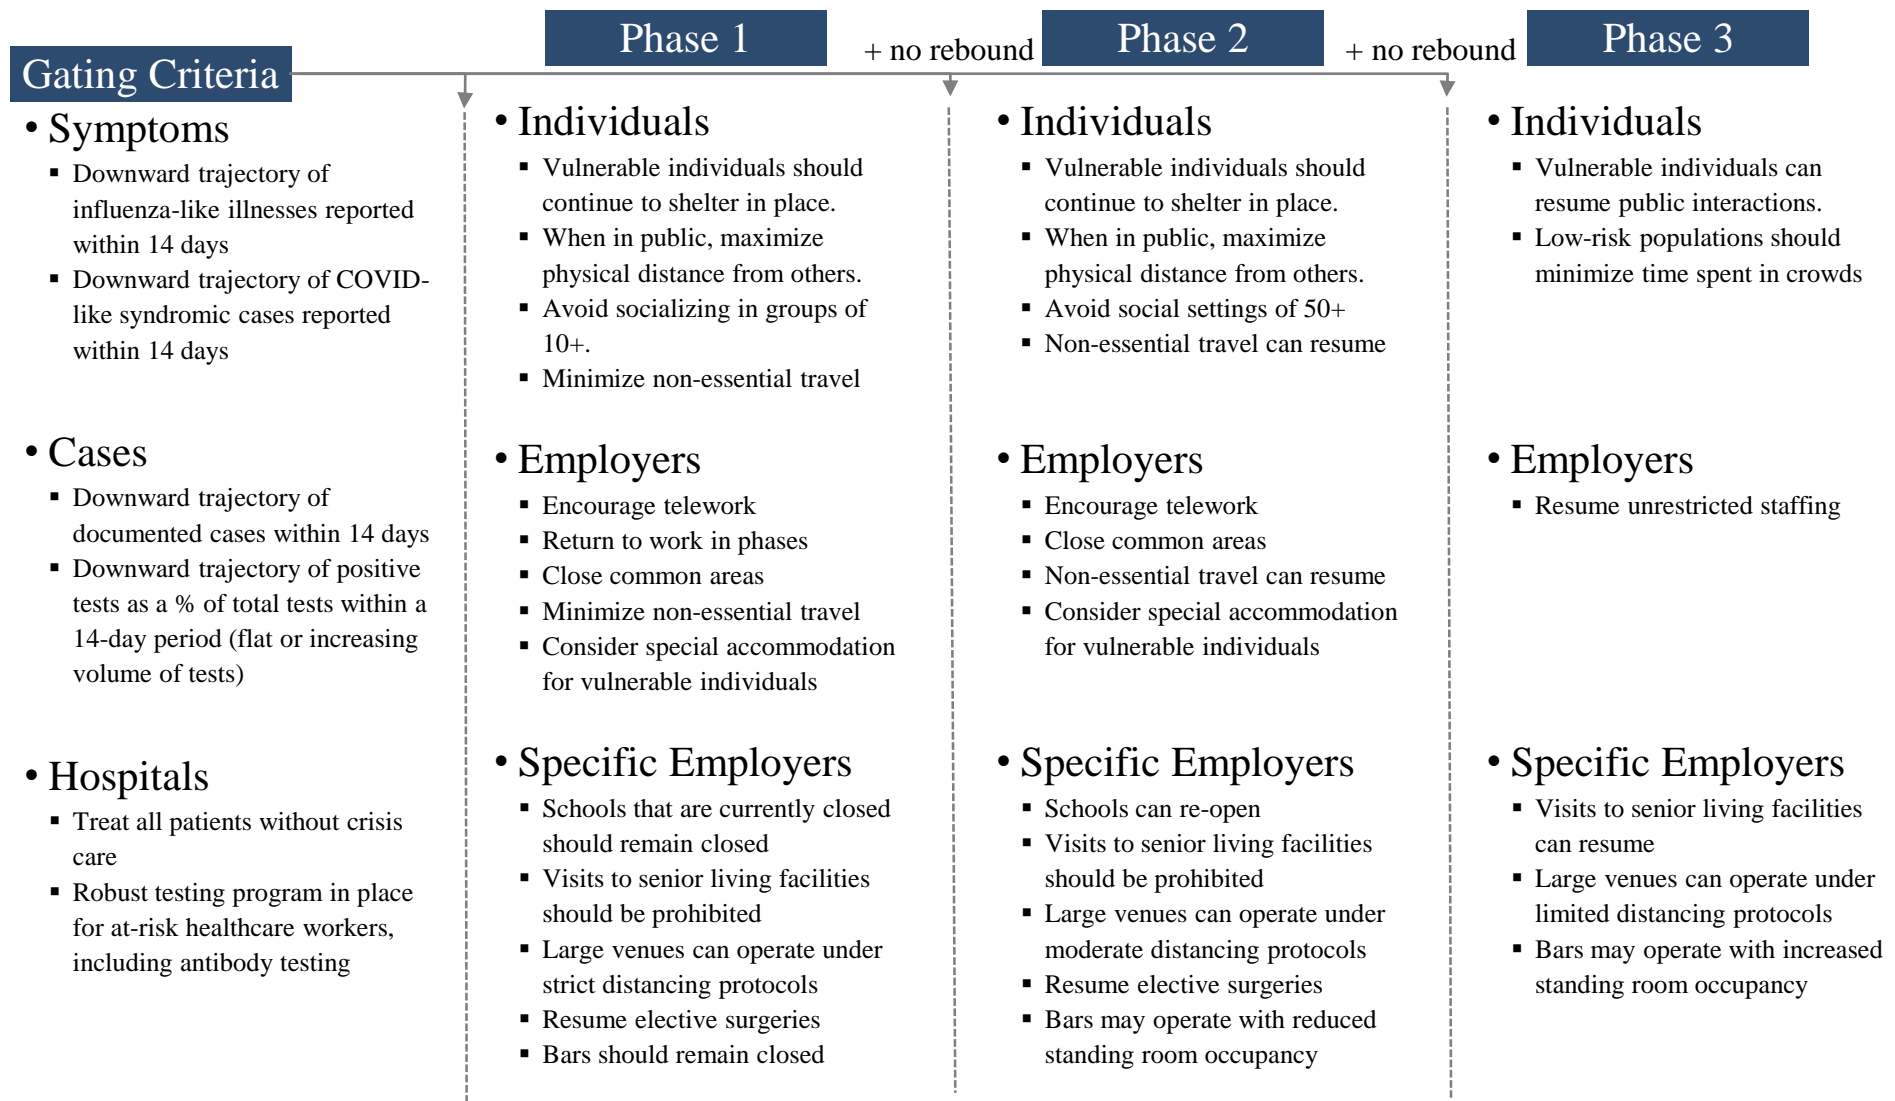 Gating Criteria
• Symptoms
▪ Downward trajectory of
influenza-like illnesses reported
within 14 days
▪ Downward trajectory of COVID-
like syndromic cases reported
within 14 days
• Cases
▪ Downward trajectory of
documented cases within 14 days
▪ Downward trajectory of positive
tests as a % of total tests within a
14-day period (flat or increasing
volume of tests)
• Hospitals
▪ Treat all patients without crisis
care
▪ Robust testing program in place
for at-risk healthcare workers,
including antibody testing
Phase 1
• Individuals
▪ Vulnerable individuals should
continue to shelter in place.
▪ When in public, maximize
physical distance from others.
▪ Avoid socializing in groups of
10+.
▪ Minimize non-essential travel
• Employers
▪ Encourage telework
▪ Return to work in phases
▪ Close common areas
▪ Minimize non-essential travel
▪ Consider special accommodation
for vulnerable individuals
• Specific Employers
▪ Schools that are currently closed
should remain closed
▪ Visits to senior living facilities
should be prohibited
▪ Large venues can operate under
strict distancing protocols
▪ Resume elective surgeries
▪ Bars should remain closed
+ no rebound
Phase 2
• Individuals
▪ Vulnerable individuals should
continue to shelter in place.
▪ When in public, maximize
physical distance from others.
▪ Avoid social settings of 50+
▪ Non-essential travel can resume
• Employers
▪ Encourage telework
▪ Close common areas
▪ Non-essential travel can resume
▪ Consider special accommodation
for vulnerable individuals
• Specific Employers
▪ Schools can re-open
▪ Visits to senior living facilities
should be prohibited
▪ Large venues can operate under
moderate distancing protocols
▪ Resume elective surgeries
▪ Bars may operate with reduced
standing room occupancy
+ no rebound
Phase 3
• Individuals
▪ Vulnerable individuals can
resume public interactions.
▪ Low-risk populations should
minimize time spent in crowds
• Employers
▪ Resume unrestricted staffing
• Specific Employers
▪ Visits to senior living facilities
can resume
▪ Large venues can operate under
limited distancing protocols
▪ Bars may operate with increased
standing room occupancy